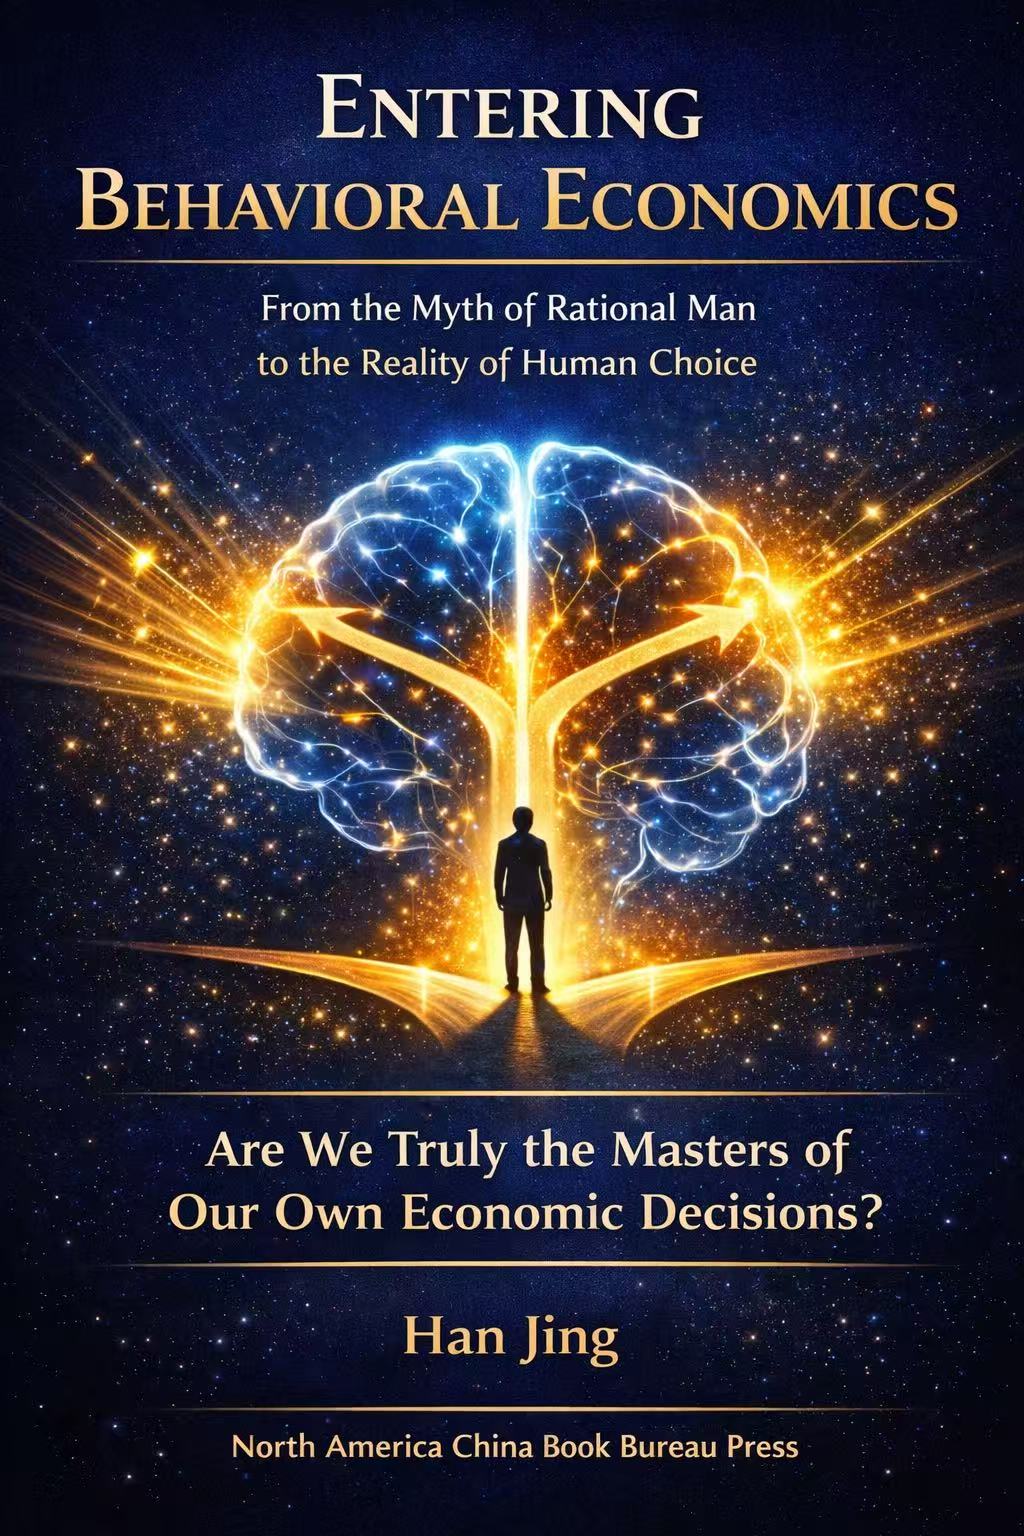 Entering
Behavioral Economics
From the Myth of Rational Man
to the Reality of Human Choice
Are We Truly the Masters of
Our Own Economic Decisions?
Han Jing
North America China Book Bureau Press